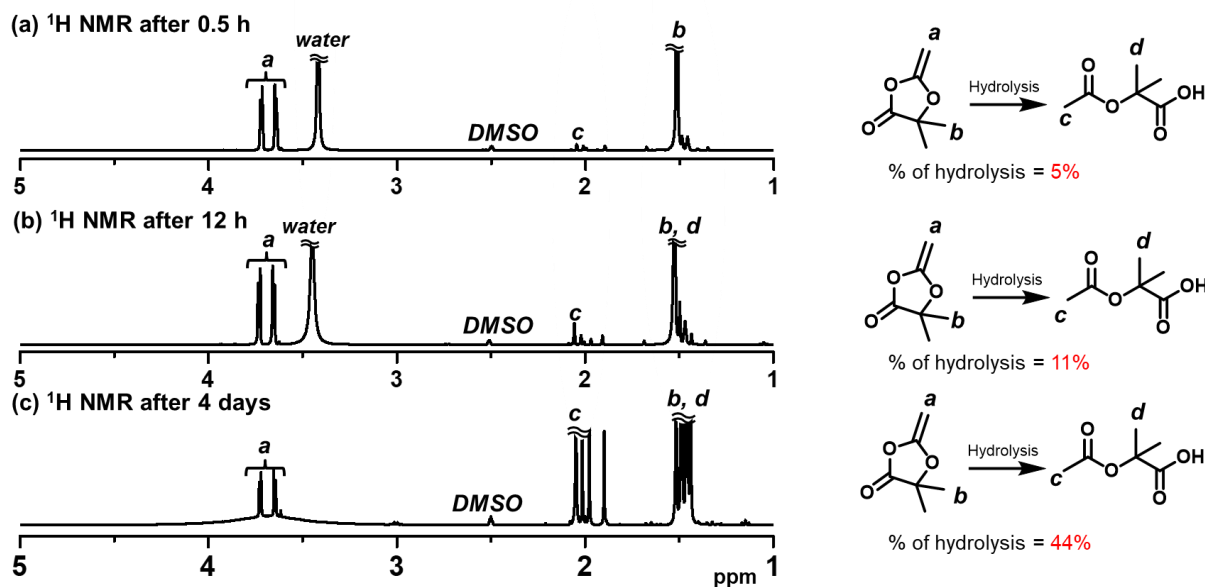 (a) ¹H NMR after 0.5 h
a
water
DMSO
c
b
5 4 3 2 1
a
O
O
O
b
Hydrolysis
O
O
c
d
OH
O
% of hydrolysis = 5%
(b) ¹H NMR after 12 h
a
water
DMSO
c
b, d
5 4 3 2 1
a
O
O
O
b
Hydrolysis
O
O
c
d
OH
O
% of hydrolysis = 11%
(c) ¹H NMR after 4 days
a
DMSO
c
b, d
5 4 3 2 1
ppm
a
O
O
O
b
Hydrolysis
O
O
c
d
OH
O
% of hydrolysis = 44%